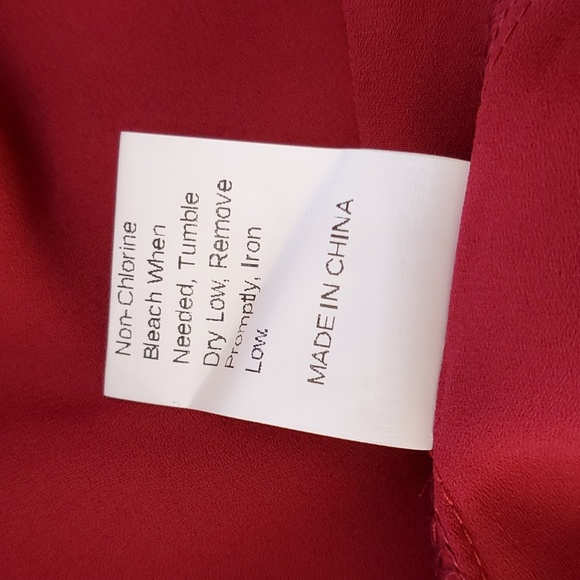 Non-Chlorine
Bleach When
Needed, Tumble
Dry Low, Remove
Promptly, Iron
Low.
MADE IN CHINA